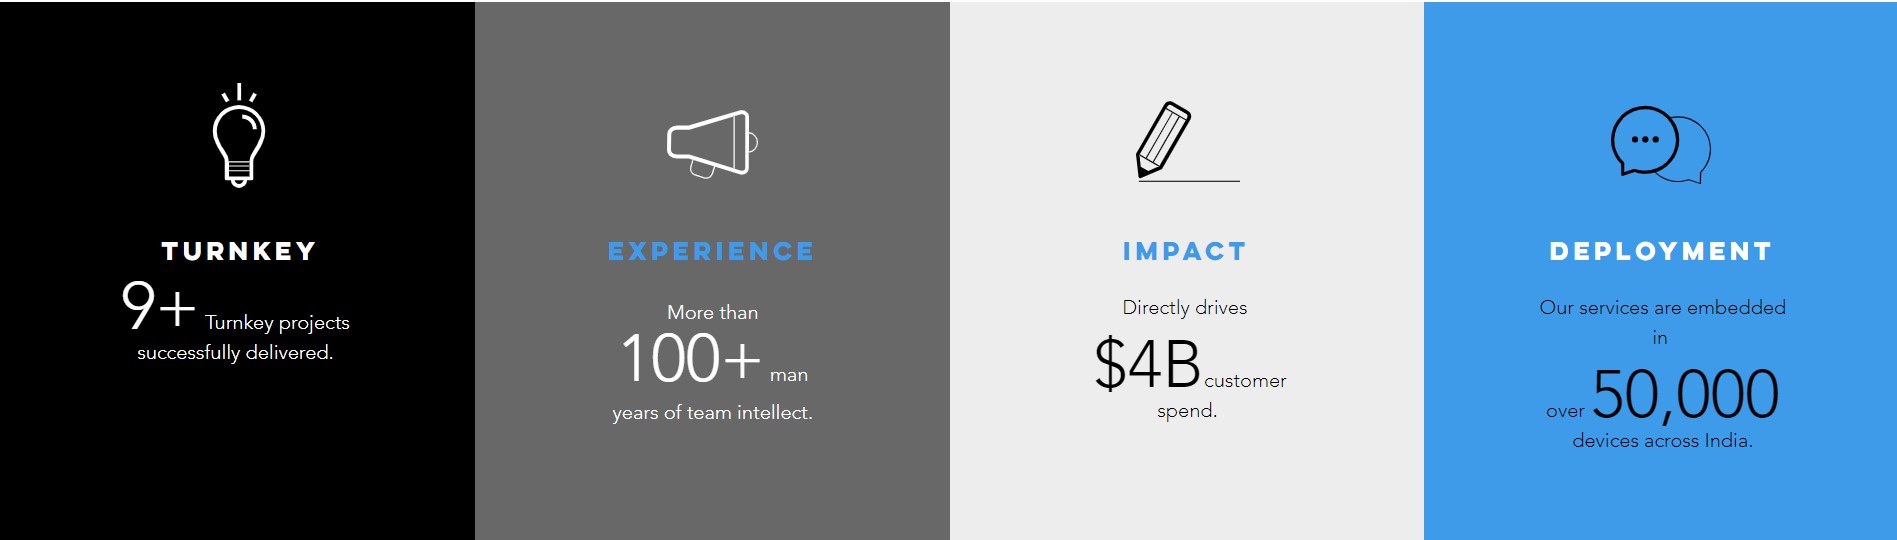 TURNKEY
9+ Turnkey projects
successfully delivered.
EXPERIENCE
More than
100+ man
years of team intellect.
IMPACT
Directly drives
$4B customer
spend.
DEPLOYMENT
Our services are embedded
in
over 50,000
devices across India.